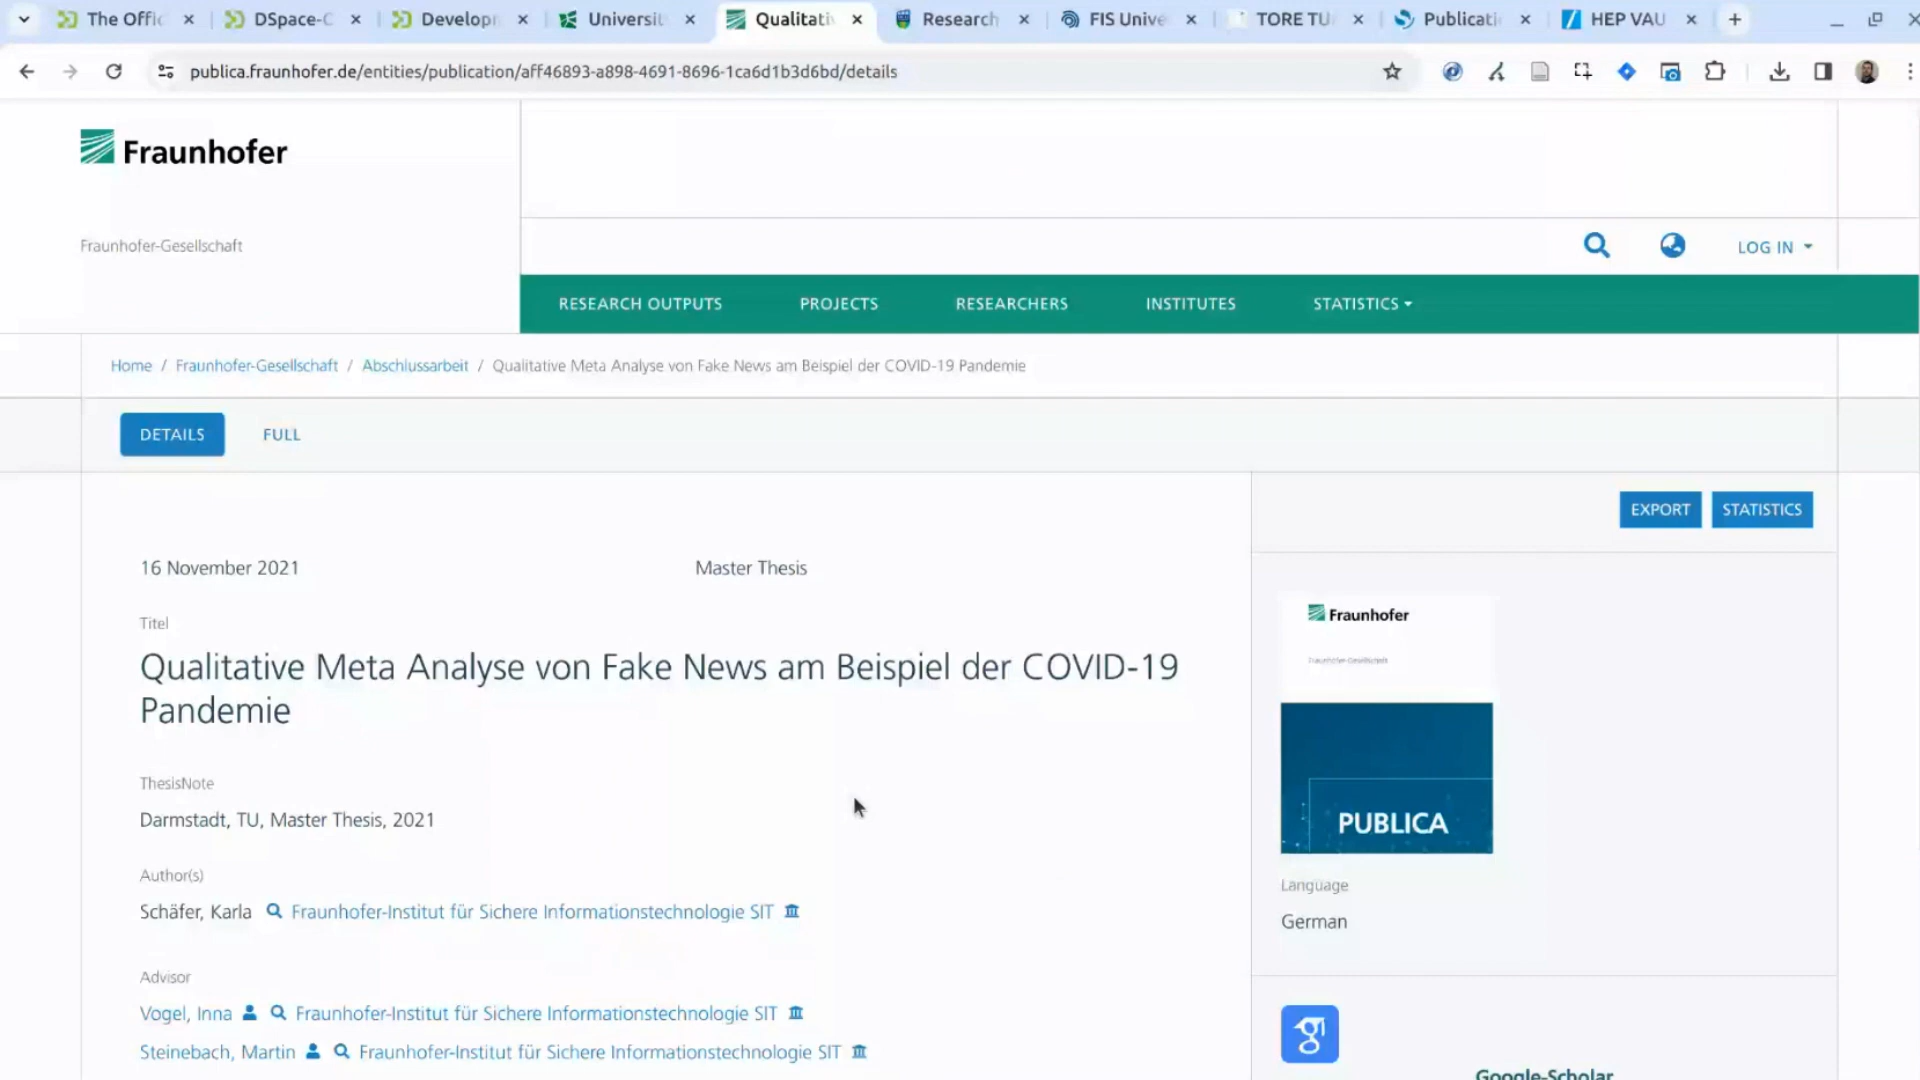 The Offic
DSpace-C
Developm
Universit
Qualitativ
Research
FIS Unive
TORE TU
Publicati
HEP VAU
publica.fraunhofer.de/entities/publication/aff46893-a898-4691-8696-1ca6d1b3d6bd/details
Fraunhofer
Fraunhofer-Gesellschaft
LOG IN
RESEARCH OUTPUTS PROJECTS RESEARCHERS INSTITUTES STATISTICS
Home / Fraunhofer-Gesellschaft / Abschlussarbeit / Qualitative Meta Analyse von Fake News am Beispiel der COVID-19 Pandemie
DETAILS FULL
EXPORT STATISTICS
16 November 2021 Master Thesis
Titel
Qualitative Meta Analyse von Fake News am Beispiel der COVID-19
Pandemie
ThesisNote
Darmstadt, TU, Master Thesis, 2021
Author(s)
Schäfer, Karla Fraunhofer-Institut für Sichere Informationstechnologie SIT
Advisor
Vogel, Inna Fraunhofer-Institut für Sichere Informationstechnologie SIT
Steinebach, Martin Fraunhofer-Institut für Sichere Informationstechnologie SIT
Fraunhofer
Fraunhofer-Gesellschaft
PUBLICA
Language
German
Google-Scholar